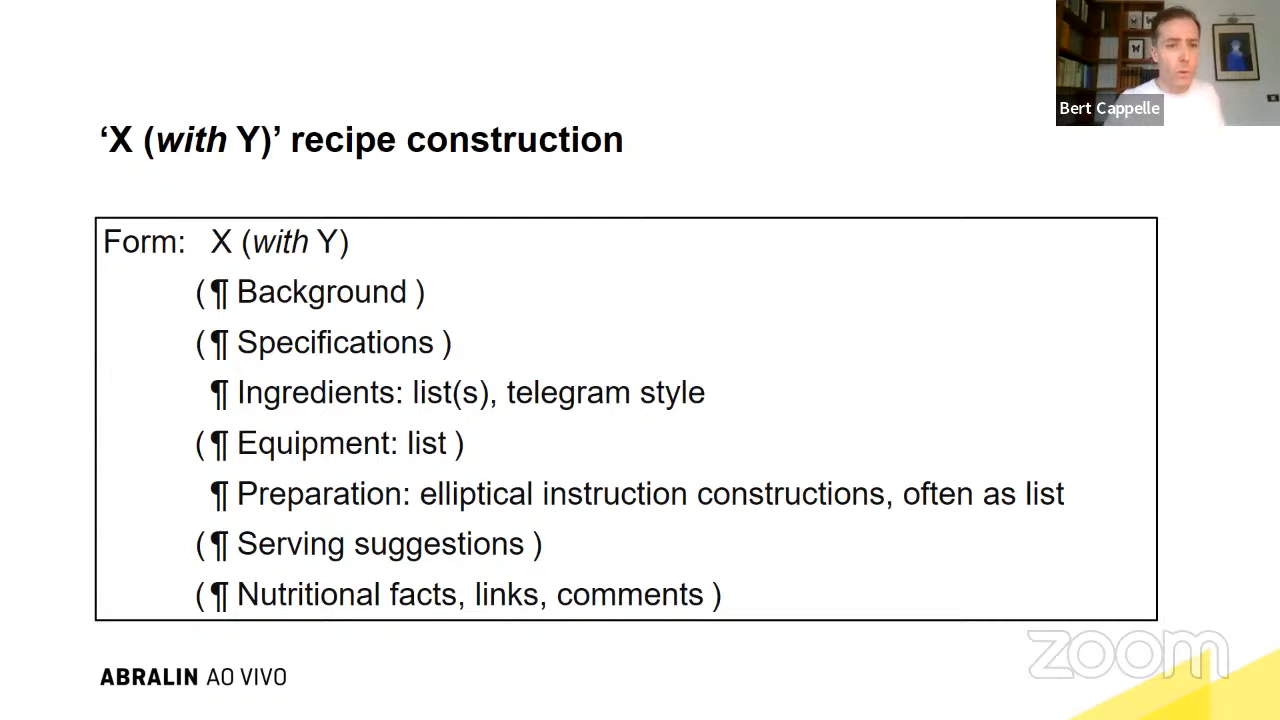 Bert Cappelle
‘X (with Y)’ recipe construction
Form: X (with Y)
(¶ Background )
(¶ Specifications )
¶ Ingredients: list(s), telegram style
(¶ Equipment: list )
¶ Preparation: elliptical instruction constructions, often as list
(¶ Serving suggestions )
(¶ Nutritional facts, links, comments )
zoom
ABRALIN AO VIVO